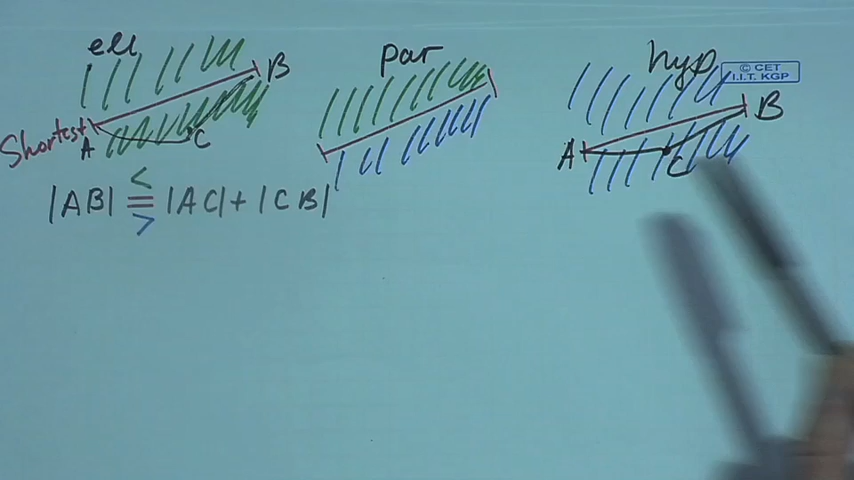 ell
par
hyp
© CET
I.I.T. KGP
B
B
Shortest
A
C
A
C
<
|AB| = |AC| + |CB|
>